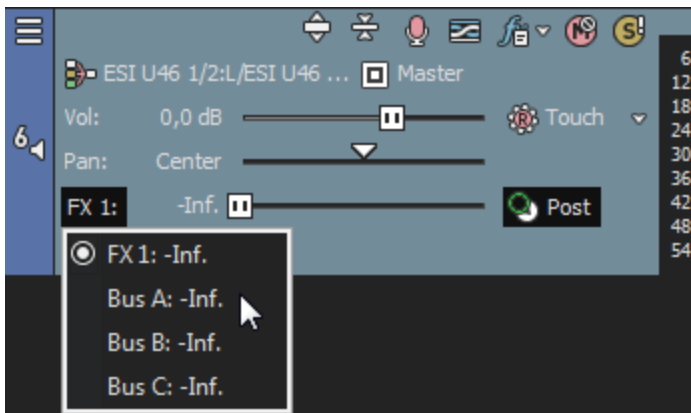 ESI U46 1/2:L/ESI U46 ... Master
Vol: 0,0 dB Touch
6
Pan: Center
FX 1: -Inf. Post
FX 1: -Inf.
Bus A: -Inf.
Bus B: -Inf.
Bus C: -Inf.
6
12
18
24
30
36
42
48
54